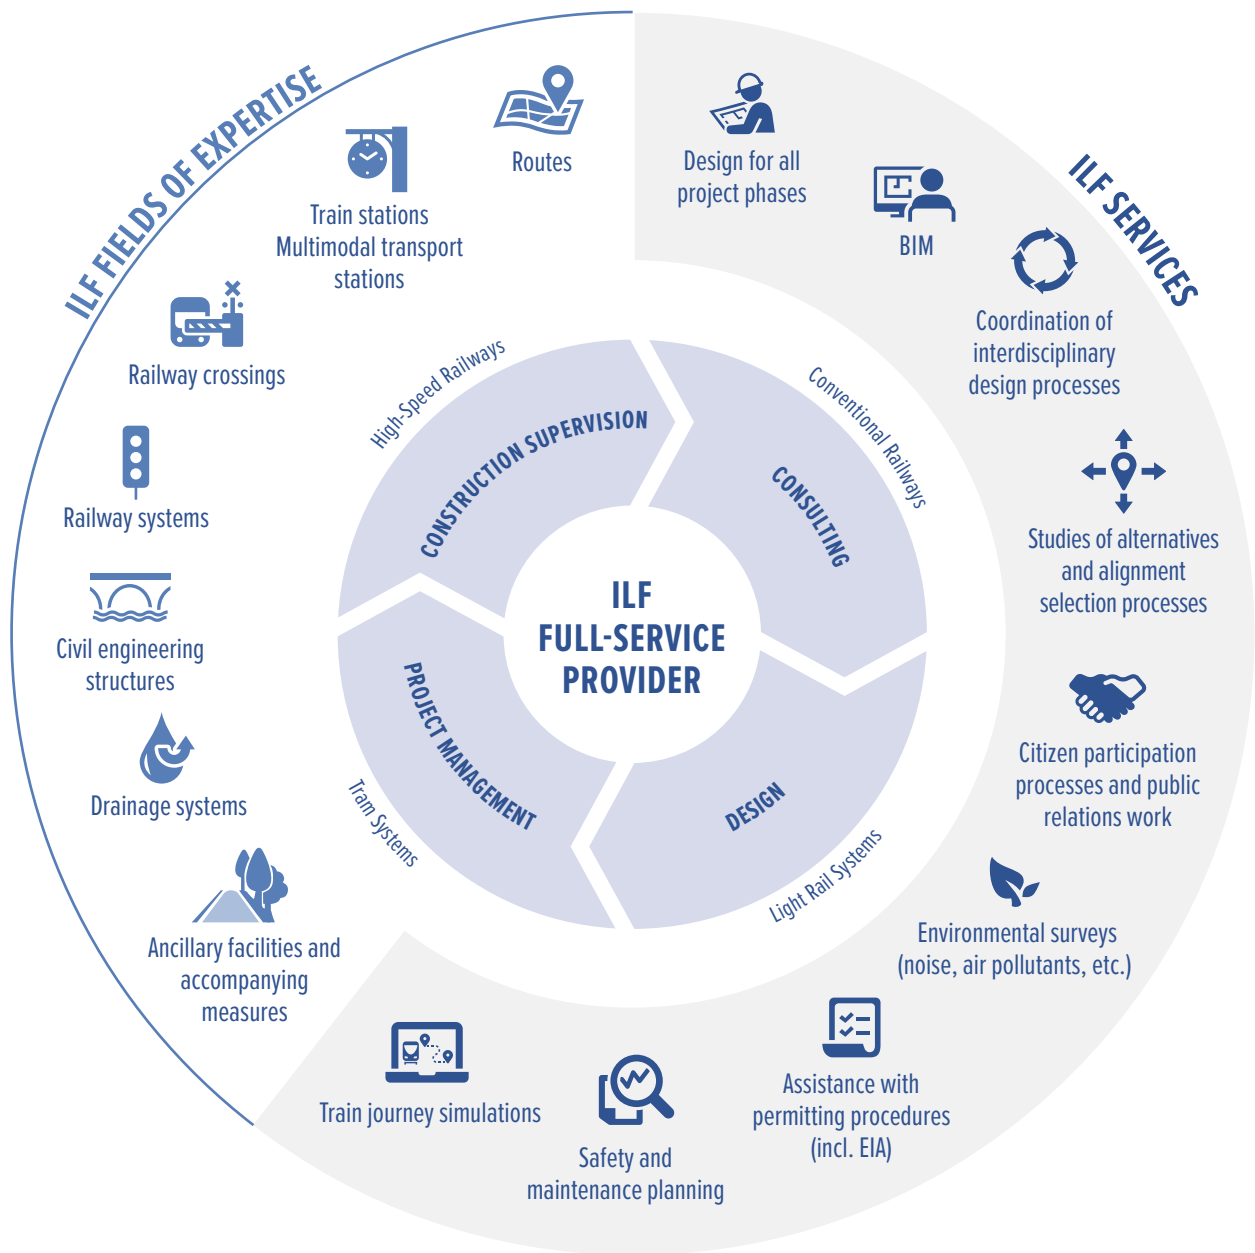 ILF FIELDS OF EXPERTISE
Routes
Train stations
Multimodal transport
stations
Railway crossings
Railway systems
Civil engineering
structures
Drainage systems
Ancillary facilities and
accompanying
measures
ILF SERVICES
Design for all
project phases
BIM
Coordination of
interdisciplinary
design processes
Studies of alternatives
and alignment
selection processes
Citizen participation
processes and public
relations work
Environmental surveys
(noise, air pollutants, etc.)
Assistance with
permitting procedures
(incl. EIA)
Safety and
maintenance planning
Train journey simulations
High-Speed Railways
Conventional Railways
Light Rail Systems
Tram Systems
CONSTRUCTION SUPERVISION
CONSULTING
DESIGN
PROJECT MANAGEMENT
ILF
FULL-SERVICE
PROVIDER